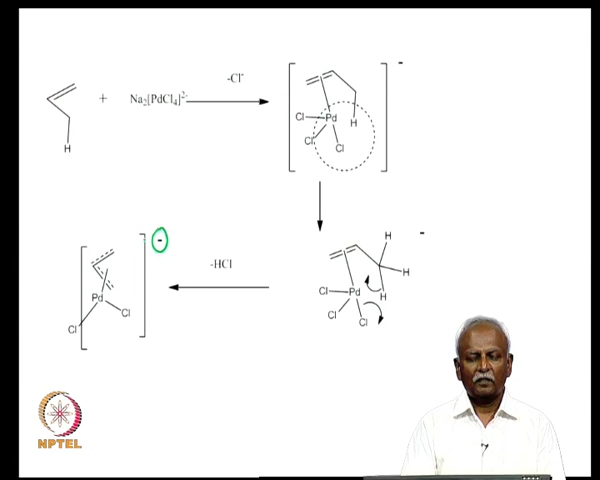 -Cl⁻
+ Na₂[PdCl₄]²⁻
H
-
Cl Pd H
Cl
Cl
-
H
H
-HCl
Pd
Cl
Cl
-
Cl Pd H
Cl
Cl
NPTEL